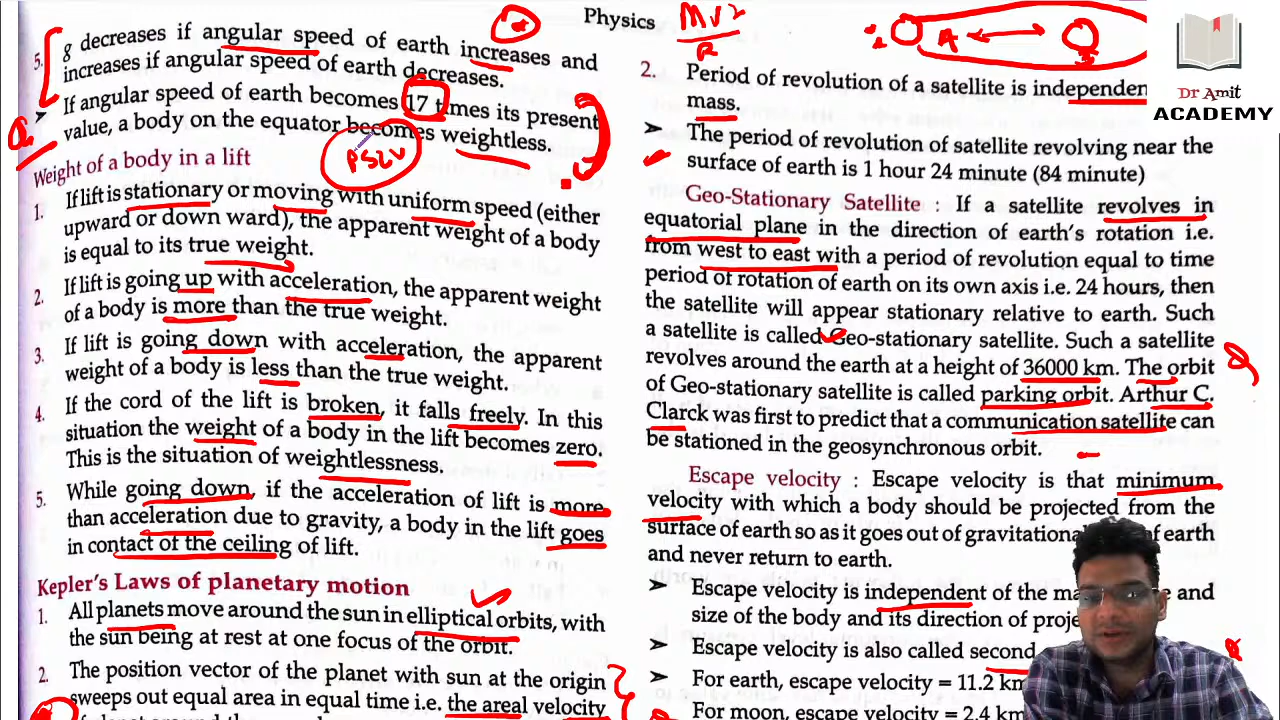 Physics
MV2
R
5. g decreases if angular speed of earth increases and
increases if angular speed of earth decreases.
If angular speed of earth becomes 17 times its present
value, a body on the equator becomes weightless.
PSLV
Weight of a body in a lift
1. If lift is stationary or moving with uniform speed (either
upward or down ward), the apparent weight of a body
is equal to its true weight.
2. If lift is going up with acceleration, the apparent weight
of a body is more than the true weight.
3. If lift is going down with acceleration, the apparent
weight of a body is less than the true weight.
4. If the cord of the lift is broken, it falls freely. In this
situation the weight of a body in the lift becomes zero.
This is the situation of weightlessness.
5. While going down, if the acceleration of lift is more
than acceleration due to gravity, a body in the lift goes
in contact of the ceiling of lift.
Kepler's Laws of planetary motion
1. All planets move around the sun in elliptical orbits, with
the sun being at rest at one focus of the orbit.
2. The position vector of the planet with sun at the origin
sweeps out equal area in equal time i.e. the areal velocity
2. Period of revolution of a satellite is independen
mass.
The period of revolution of satellite revolving near the
surface of earth is 1 hour 24 minute (84 minute)
Geo-Stationary Satellite : If a satellite revolves in
equatorial plane in the direction of earth's rotation i.e.
from west to east with a period of revolution equal to time
period of rotation of earth on its own axis i.e. 24 hours, then
the satellite will appear stationary relative to earth. Such
a satellite is called Geo-stationary satellite. Such a satellite
revolves around the earth at a height of 36000 km. The orbit
of Geo-stationary satellite is called parking orbit. Arthur C.
Clarck was first to predict that a communication satellite can
be stationed in the geosynchronous orbit.
Escape velocity : Escape velocity is that minimum
velocity with which a body should be projected from the
surface of earth so as it goes out of gravitational of earth
and never return to earth.
Escape velocity is independent of the ma and
size of the body and its direction of proje
Escape velocity is also called second
For earth, escape velocity = 11.2 km
For moon, escape velocity = 2.4 km
Dr Amit
ACADEMY